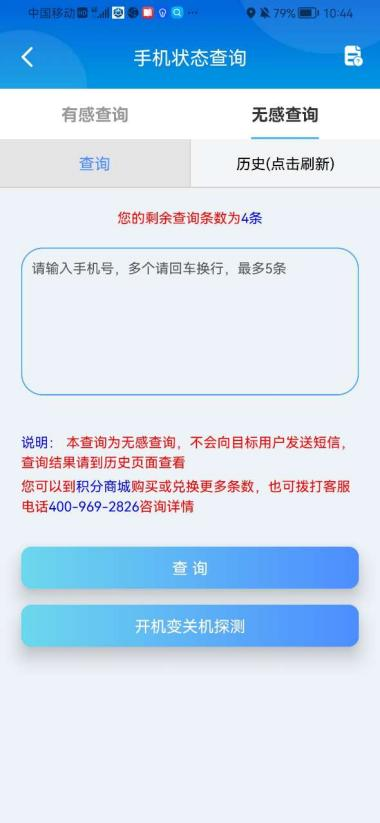 中国移动 HD 79% 10:44
手机状态查询
有感查询 无感查询
查询 历史(点击刷新)
您的剩余查询条数为4条
请输入手机号，多个请回车换行，最多5条
说明： 本查询为无感查询，不会向目标用户发送短信，
查询结果请到历史页面查看
您可以到积分商城购买或兑换更多条数，也可拨打客服
电话400-969-2826咨询详情
查 询
开机变关机探测